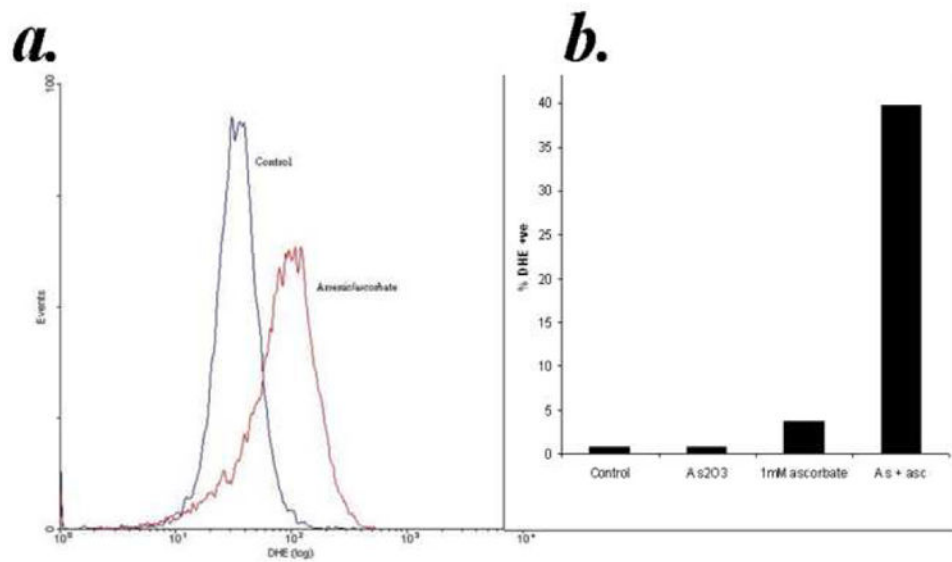 a.
100
Control
Arsenic/ascorbate
Events
0
10⁰
10¹
10²
10³
10⁴
DHE (log)
b.
40
35
30
25
20
15
10
5
0
% DHE +ve
Control
As2O3
1mM ascorbate
As + asc